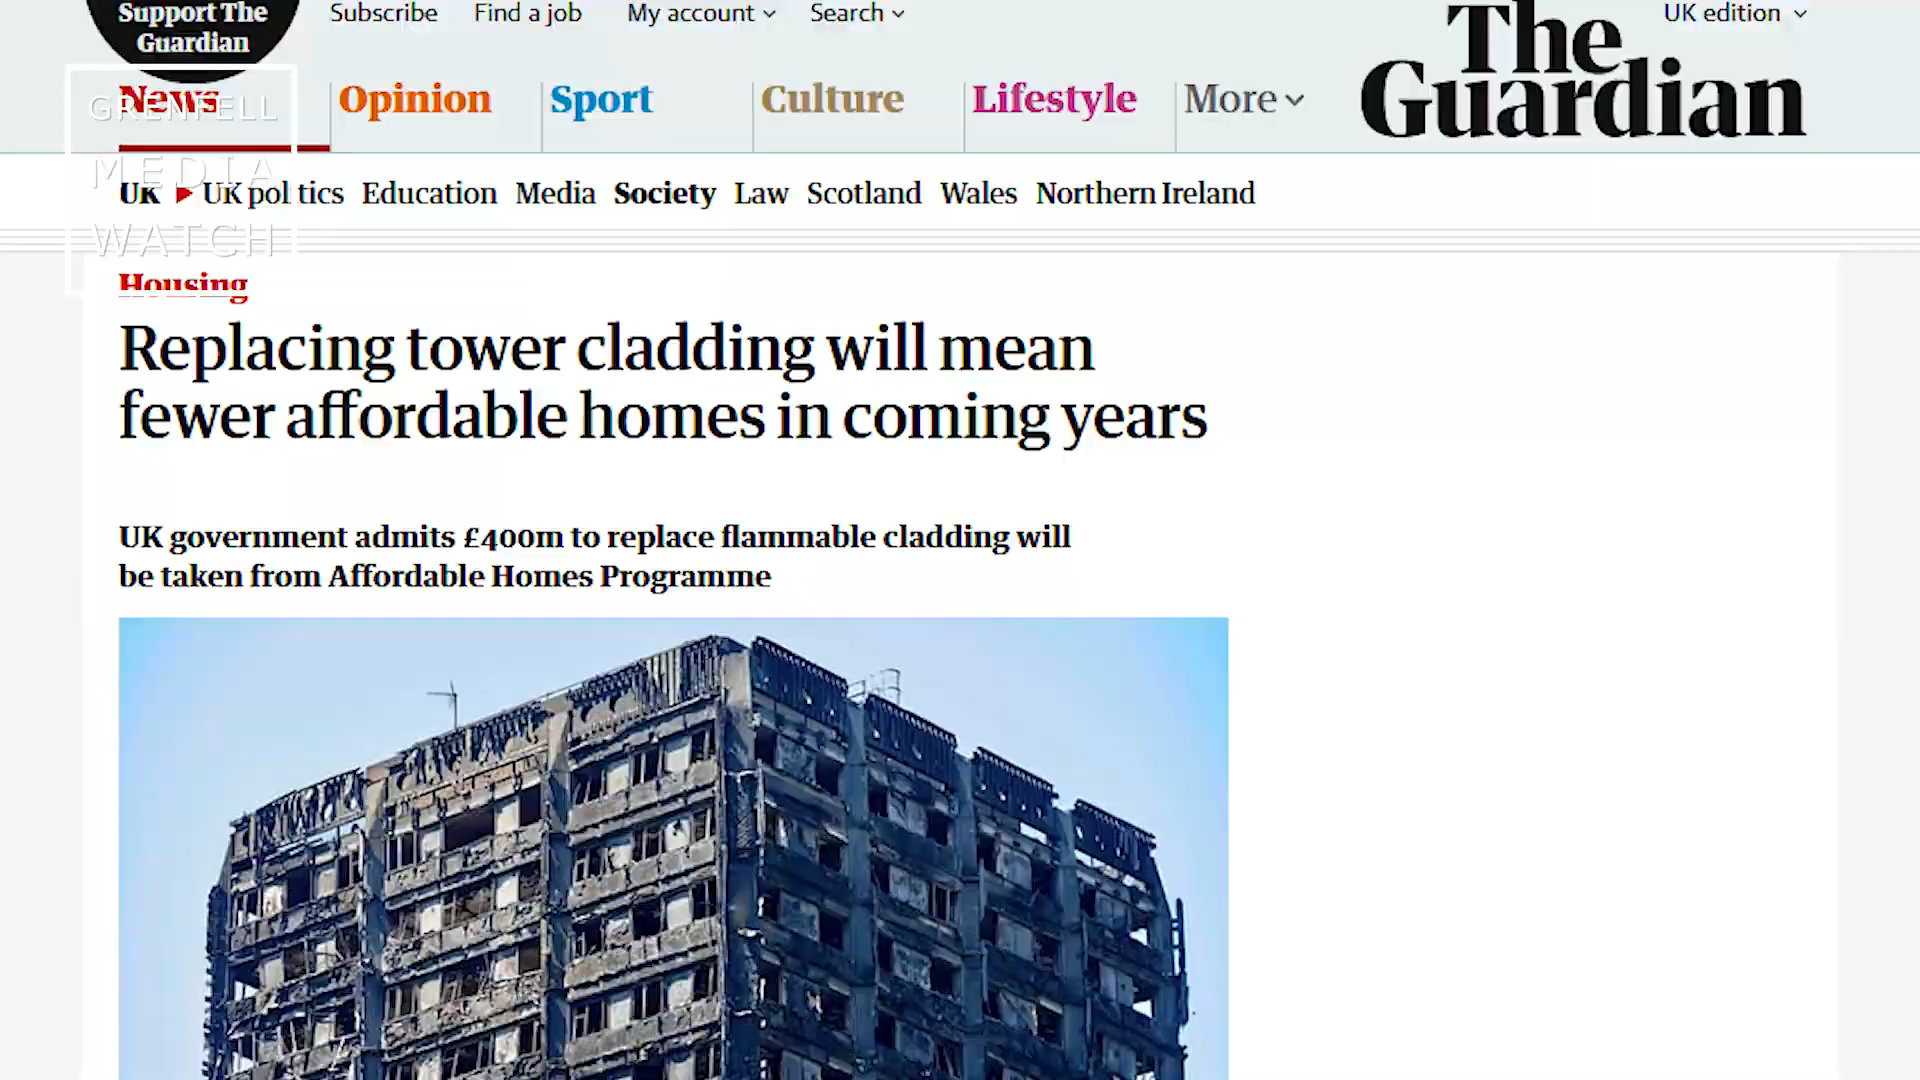 Support The
Guardian
Subscribe
Find a job
My account
Search
UK edition
The
Guardian
News
Opinion
Sport
Culture
Lifestyle
More
GRENFELL
MEDIA
WATCH
UK
UK pol tics
Education
Media
Society
Law
Scotland
Wales
Northern Ireland
Housing
Replacing tower cladding will mean
fewer affordable homes in coming years
UK government admits £400m to replace flammable cladding will
be taken from Affordable Homes Programme